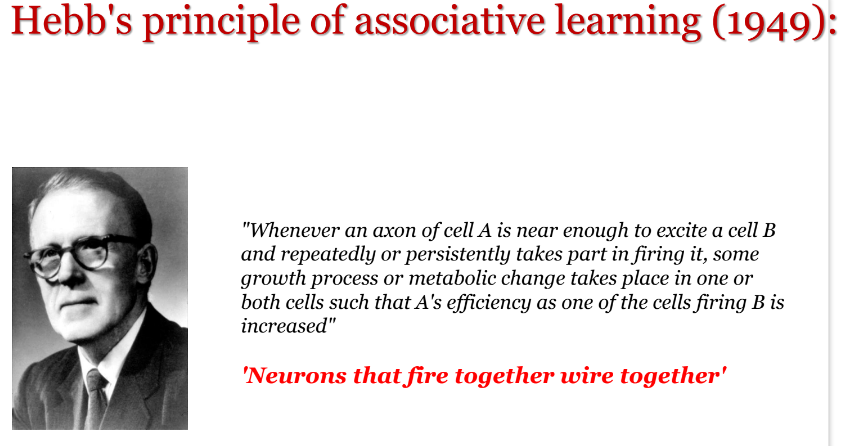 Hebb's principle of associative learning (1949):
"Whenever an axon of cell A is near enough to excite a cell B
and repeatedly or persistently takes part in firing it, some
growth process or metabolic change takes place in one or
both cells such that A's efficiency as one of the cells firing B is
increased"
'Neurons that fire together wire together'